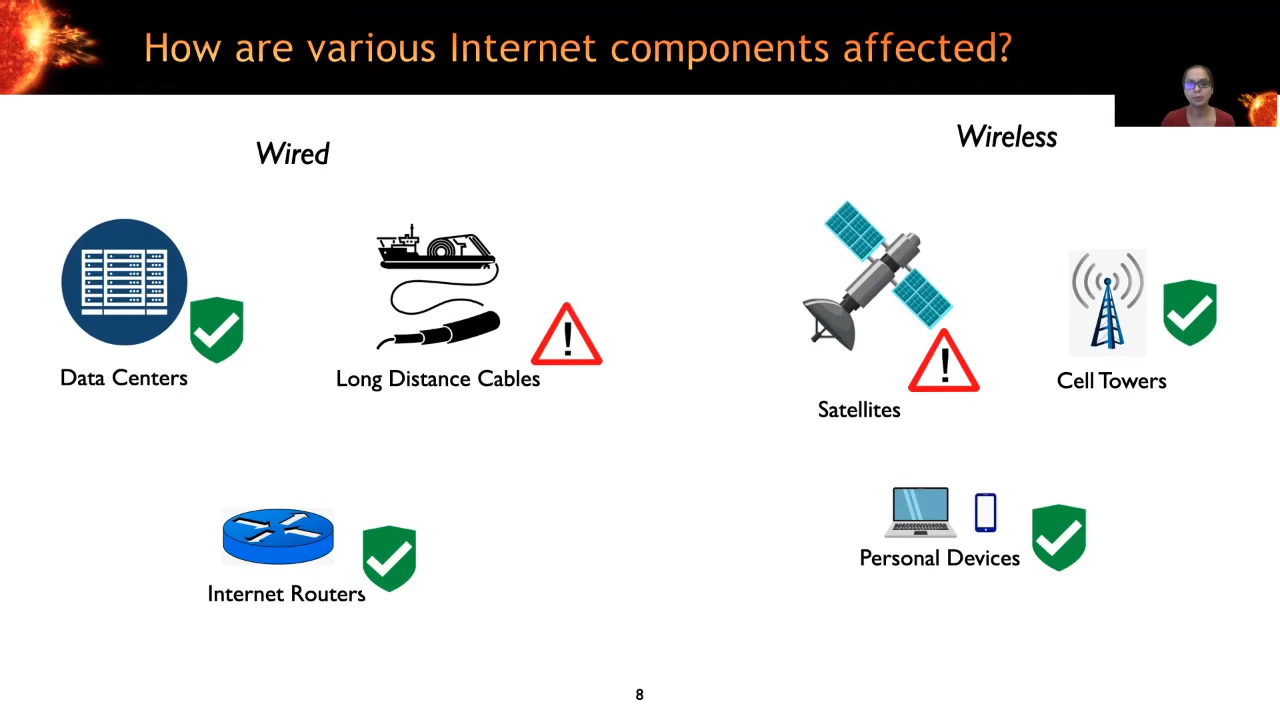 How are various Internet components affected?
Wired
Wireless
Data Centers
Long Distance Cables
Satellites
Cell Towers
Internet Routers
Personal Devices
8